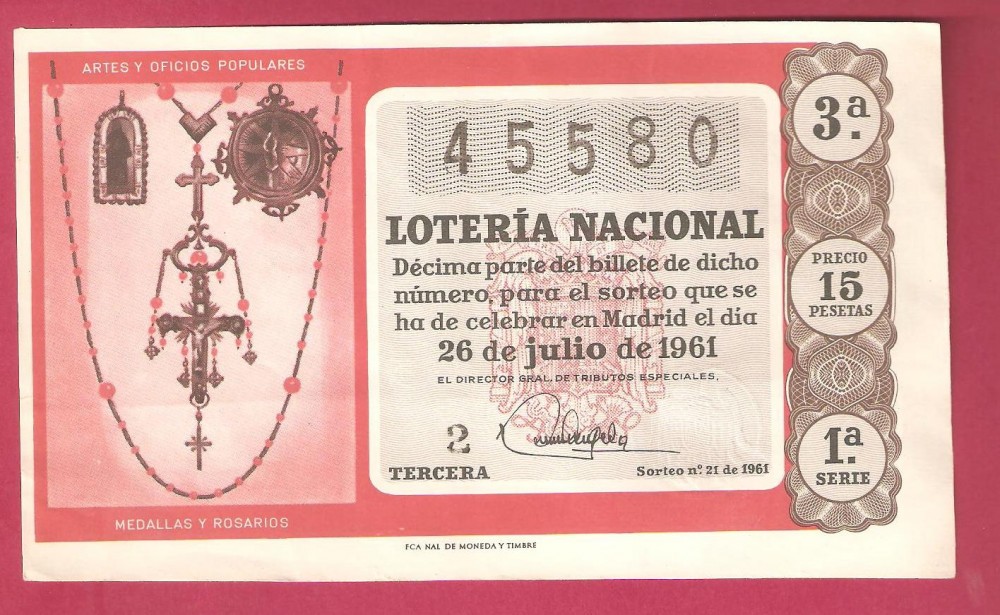 ARTES Y OFICIOS POPULARES
MEDALLAS Y ROSARIOS
45580
LOTERÍA NACIONAL
Décima parte del billete de dicho
número, para el sorteo que se
ha de celebrar en Madrid el día
26 de julio de 1961
EL DIRECTOR GRAL. DE TRIBUTOS ESPECIALES,
2
TERCERA
Sorteo nº 21 de 1961
3ª.
PRECIO
15
PESETAS
1ª.
SERIE
FCA NAL DE MONEDA Y TIMBRE